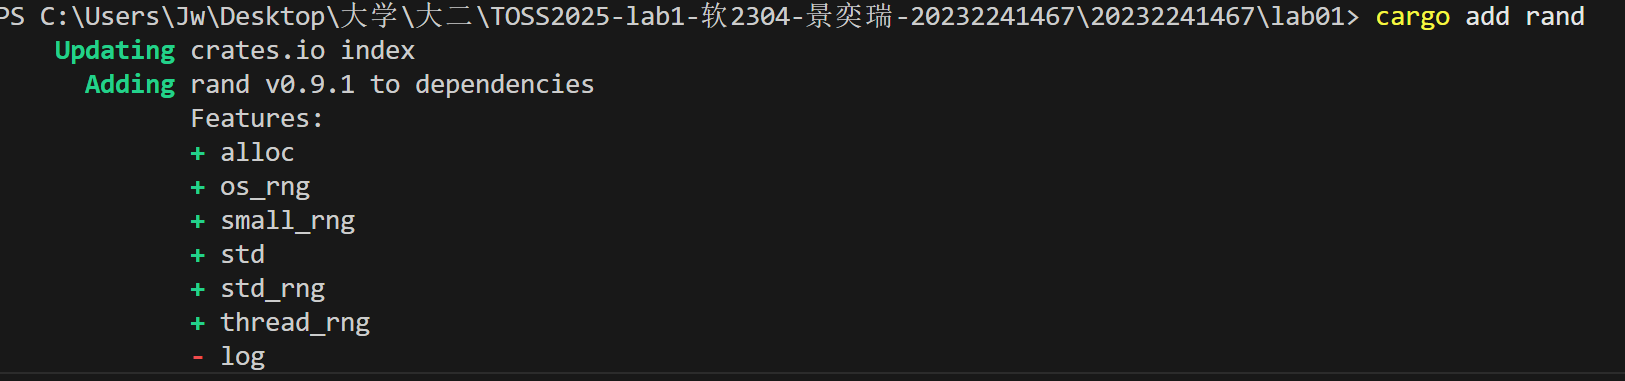 PS C:\Users\Jw\Desktop\大学\大二\TOSS2025-lab1-软2304-景奕瑞-20232241467\20232241467\lab01> cargo add rand
Updating crates.io index
Adding rand v0.9.1 to dependencies
Features:
+ alloc
+ os_rng
+ small_rng
+ std
+ std_rng
+ thread_rng
- log